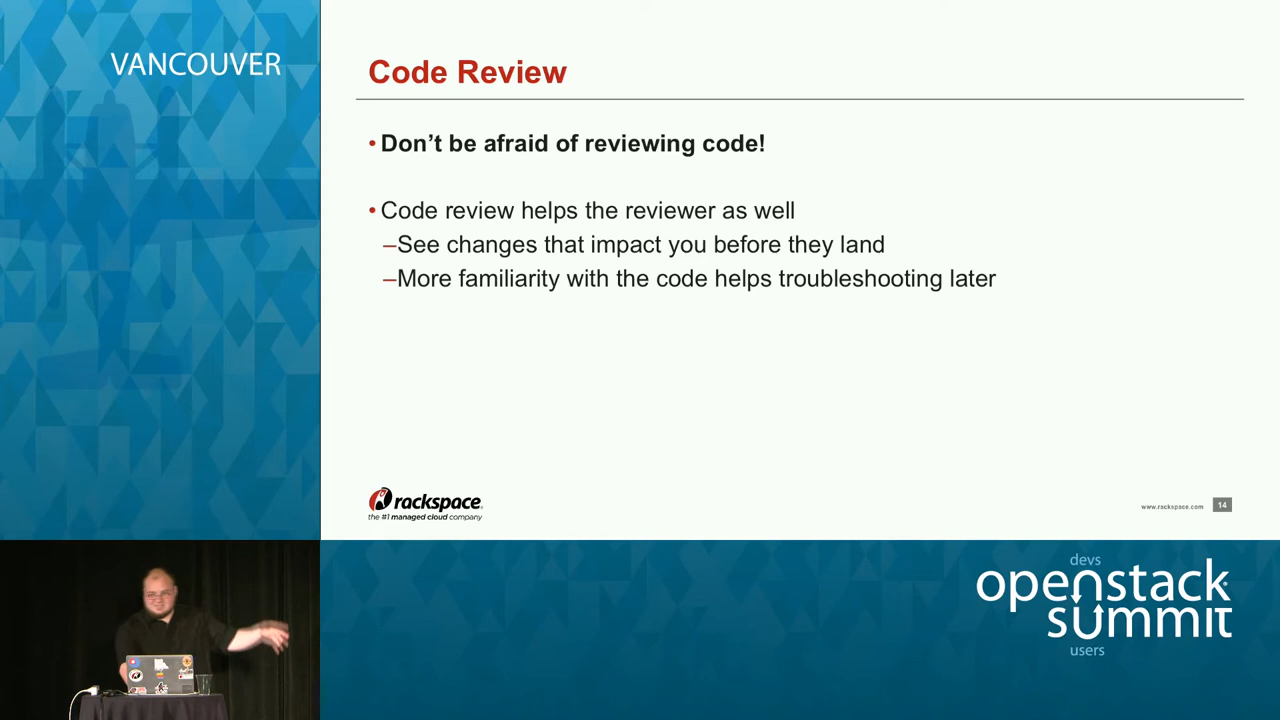 VANCOUVER
Code Review
•Don’t be afraid of reviewing code!
•Code review helps the reviewer as well
–See changes that impact you before they land
–More familiarity with the code helps troubleshooting later
rackspace®
the #1 managed cloud company
www.rackspace.com 14
devs
openstack
summit
users